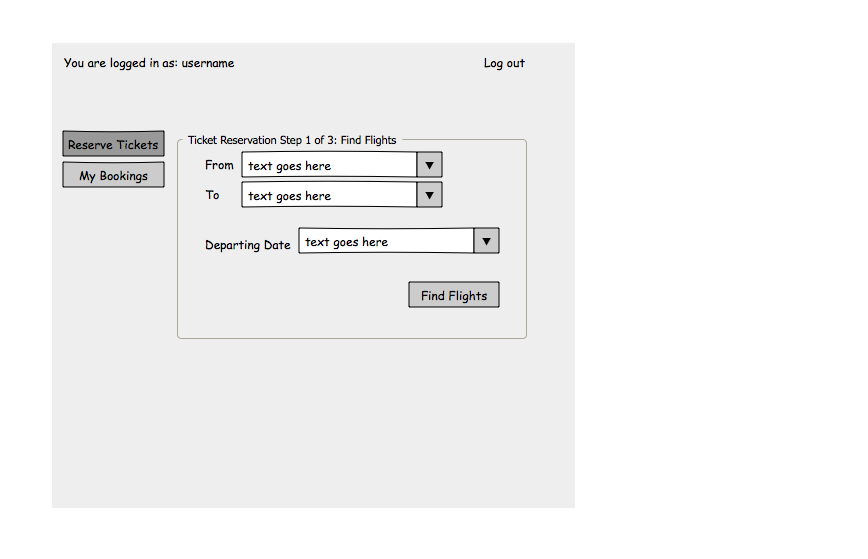 You are logged in as: username
Log out
Reserve Tickets
My Bookings
Ticket Reservation Step 1 of 3: Find Flights
From text goes here
To text goes here
Departing Date text goes here
Find Flights